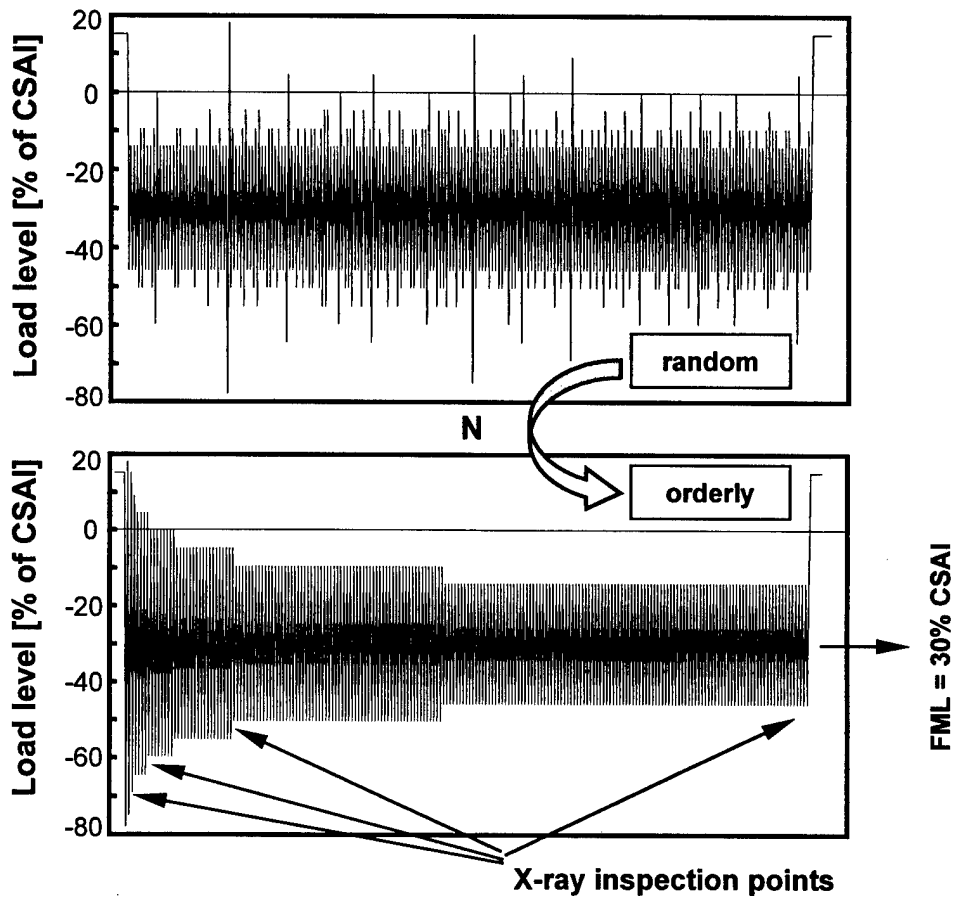 Load level [% of CSAI]
20
0
-20
-40
-60
-80
random
N
Load level [% of CSAI]
20
0
-20
-40
-60
-80
orderly
FML = 30% CSAI
X-ray inspection points